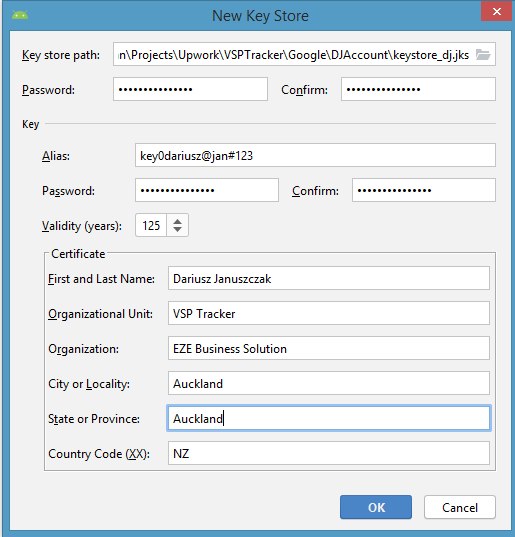 New Key Store
Key store path: n\Projects\Upwork\VSPTracker\Google\DJAccount\keystore_dj.jks
Password: ••••••••••••••• Confirm: •••••••••••••••
Key
Alias: key0dariusz@jan#123
Password: ••••••••••••••• Confirm: •••••••••••••••
Validity (years): 125
Certificate
First and Last Name: Dariusz Januszczak
Organizational Unit: VSP Tracker
Organization: EZE Business Solution
City or Locality: Auckland
State or Province: Auckland
Country Code (XX): NZ
OK Cancel